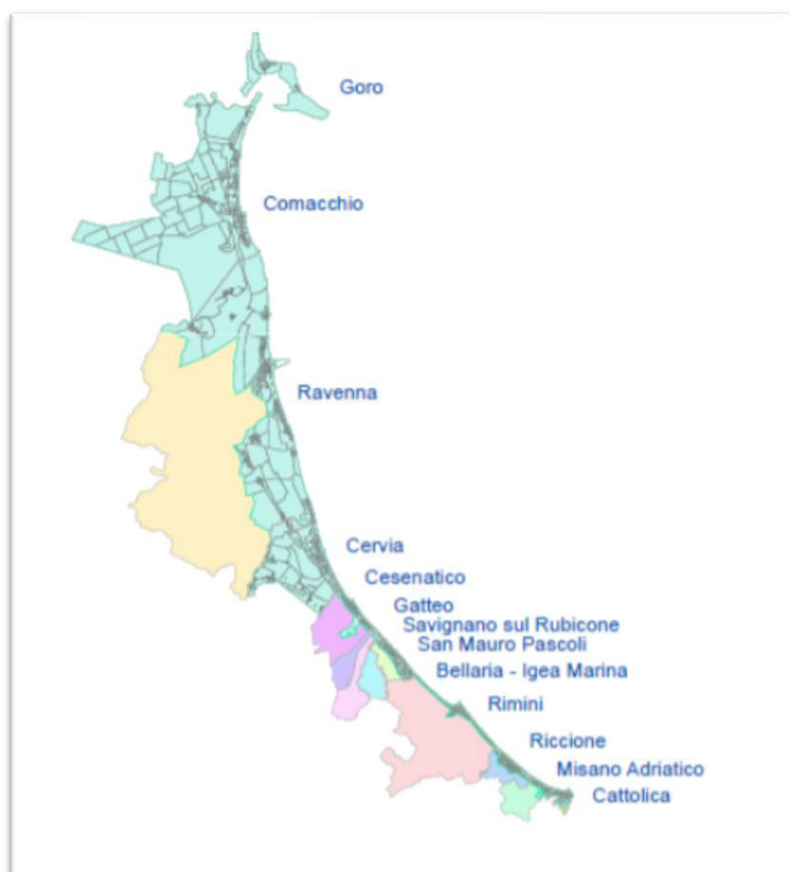 Goro
Comacchio
Ravenna
Cervia
Cesenatico
Gatteo
Savignano sul Rubicone
San Mauro Pascoli
Bellaria - Igea Marina
Rimini
Riccione
Misano Adriatico
Cattolica